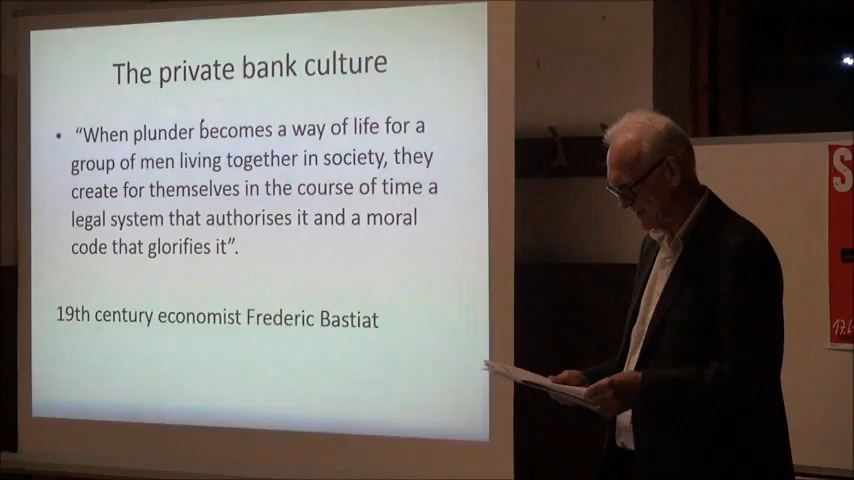 The private bank culture
• “When plunder becomes a way of life for a
group of men living together in society, they
create for themselves in the course of time a
legal system that authorises it and a moral
code that glorifies it”.
19th century economist Frederic Bastiat
S
17.